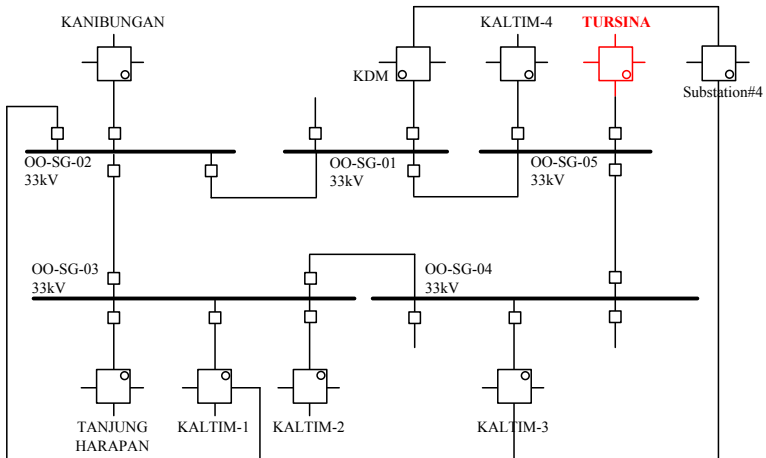 KANIBUNGAN
KDM
KALTIM-4
TURSINA
Substation#4
OO-SG-02
33kV
OO-SG-01
33kV
OO-SG-05
33kV
OO-SG-03
33kV
OO-SG-04
33kV
TANJUNG
HARAPAN
KALTIM-1
KALTIM-2
KALTIM-3